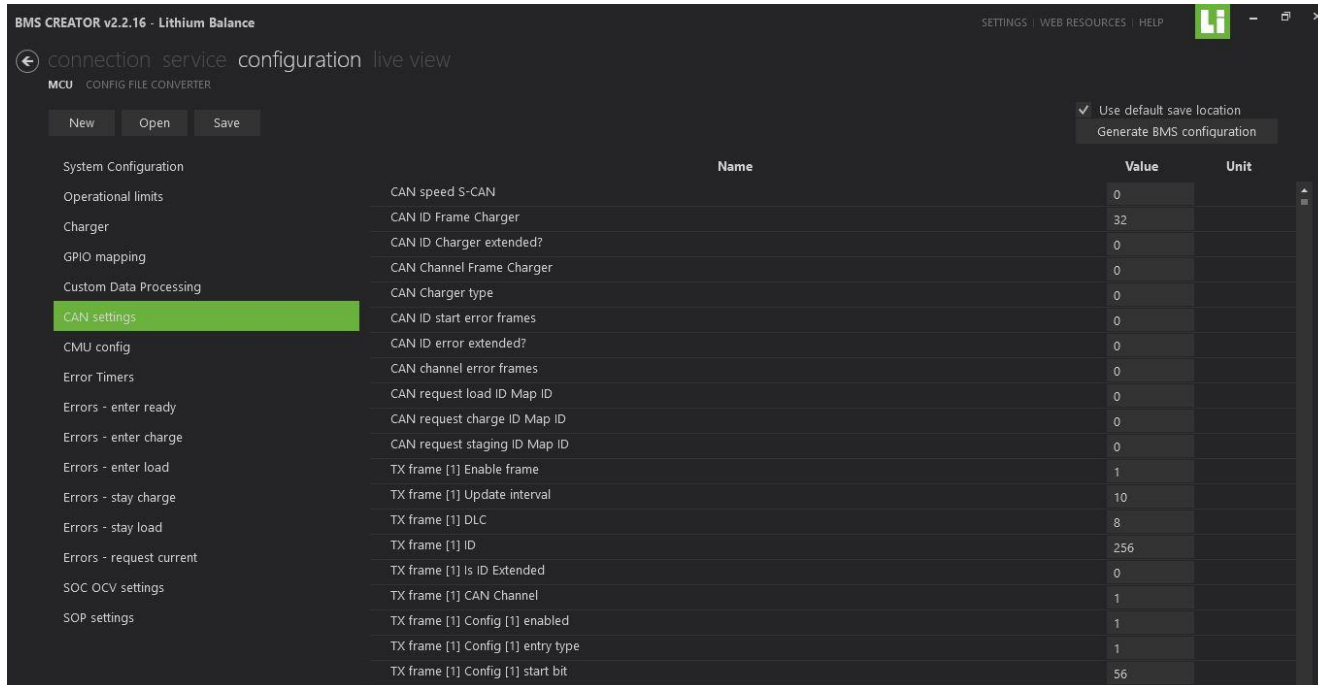 BMS CREATOR v2.2.16 - Lithium Balance
SETTINGS | WEB RESOURCES | HELP
Li
connection service configuration live view
MCU CONFIG FILE CONVERTER
New Open Save
Use default save location
Generate BMS configuration
System Configuration
Operational limits
Charger
GPIO mapping
Custom Data Processing
CAN settings
CMU config
Error Timers
Errors - enter ready
Errors - enter charge
Errors - enter load
Errors - stay charge
Errors - stay load
Errors - request current
SOC OCV settings
SOP settings
Name Value Unit
CAN speed S-CAN 0
CAN ID Frame Charger 32
CAN ID Charger extended? 0
CAN Channel Frame Charger 0
CAN Charger type 0
CAN ID start error frames 0
CAN ID error extended? 0
CAN channel error frames 0
CAN request load ID Map ID 0
CAN request charge ID Map ID 0
CAN request staging ID Map ID 0
TX frame [1] Enable frame 1
TX frame [1] Update interval 10
TX frame [1] DLC 8
TX frame [1] ID 256
TX frame [1] Is ID Extended 0
TX frame [1] CAN Channel 1
TX frame [1] Config [1] enabled 1
TX frame [1] Config [1] entry type 1
TX frame [1] Config [1] start bit 56